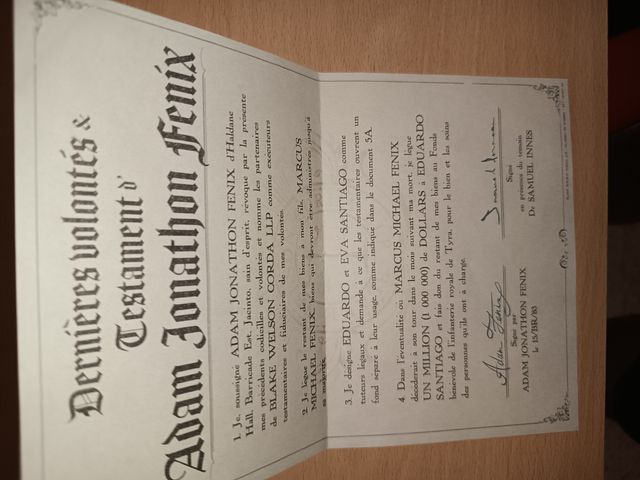 Dernières volontés &
Testament d'
Adam Jonathon Fenix
1. Je, soussigné ADAM JONATHON FENIX d'Haldane
Hall, Barricade Est, Jacinto, sain d'esprit, révoque par la présente
mes précédents codicilles et volontés et nomme les partenaires
de BLAKE WELSON CORDA LLP comme exécuteurs
testamentaires et fiduciaires de mes volontés.
2. Je lègue le restant de mes biens à mon fils, MARCUS
MICHAEL FENIX, biens qui devront être administrés jusqu'à
sa majorité.
3. Je désigne EDUARDO et EVA SANTIAGO comme
tuteurs légaux et demande à ce que les testamentaires ouvrent un
fond séparé à leur usage, comme indiqué dans le document 5A.
4. Dans l'éventualité où MARCUS MICHAEL FENIX
décéderait à son tour dans le mois suivant ma mort, je lègue
UN MILLION (1 000 000) de DOLLARS à EDUARDO
SANTIAGO et fais don du restant de mes biens au Fonds
bénévole de l'infanterie royale de Tyra, pour le bien et les soins
des personnes qu'ils ont à charge.
Adam Fenix
Signé par
ADAM JONATHON FENIX
le 15/BR/83
Samuel Innes
Signé
en présence du témoin
Dr SAMUEL INNES